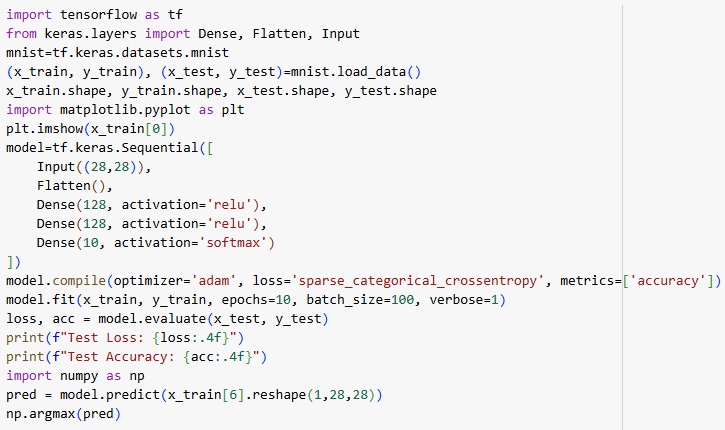 import tensorflow as tf
from keras.layers import Dense, Flatten, Input
mnist=tf.keras.datasets.mnist
(x_train, y_train), (x_test, y_test)=mnist.load_data()
x_train.shape, y_train.shape, x_test.shape, y_test.shape
import matplotlib.pyplot as plt
plt.imshow(x_train[0])
model=tf.keras.Sequential([
    Input((28,28)),
    Flatten(),
    Dense(128, activation='relu'),
    Dense(128, activation='relu'),
    Dense(10, activation='softmax')
])
model.compile(optimizer='adam', loss='sparse_categorical_crossentropy', metrics=['accuracy'])
model.fit(x_train, y_train, epochs=10, batch_size=100, verbose=1)
loss, acc = model.evaluate(x_test, y_test)
print(f"Test Loss: {loss:.4f}")
print(f"Test Accuracy: {acc:.4f}")
import numpy as np
pred = model.predict(x_train[6].reshape(1,28,28))
np.argmax(pred)